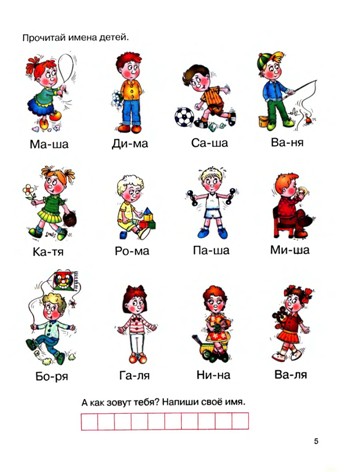 Прочитай имена детей.
Ма-ша Ди-ма Са-ша Ва-ня
Ка-тя Ро-ма Па-ша Ми-ша
Бо-ря Га-ля Ни-на Ва-ля
А как зовут тебя? Напиши своё имя.
5